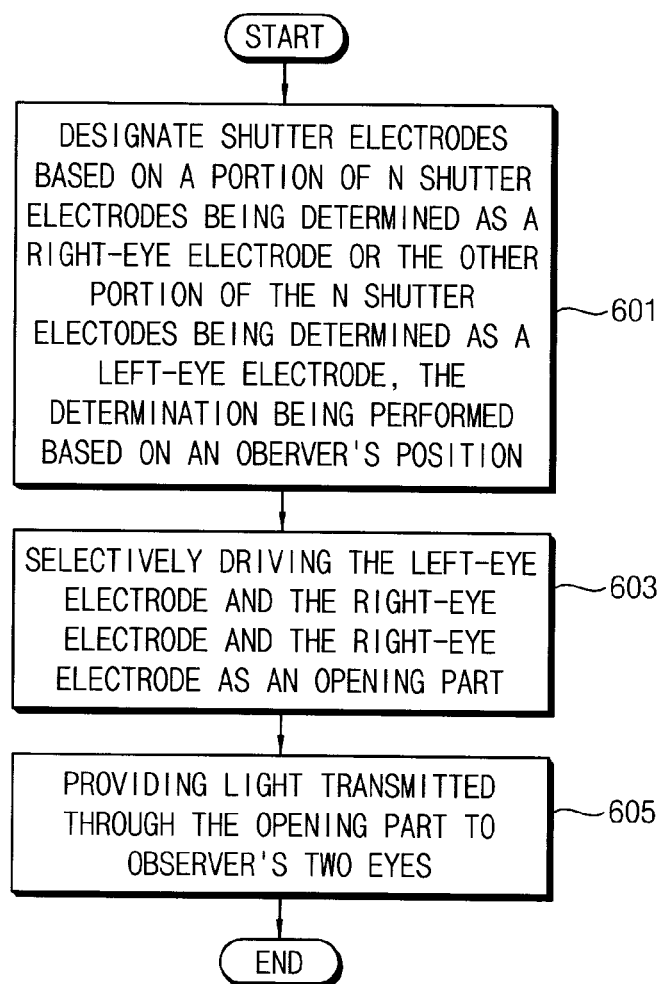 START
DESIGNATE SHUTTER ELECTRODES
BASED ON A PORTION OF N SHUTTER
ELECTRODES BEING DETERMINED AS A
RIGHT-EYE ELECTRODE OR THE OTHER
PORTION OF THE N SHUTTER
ELECTODES BEING DETERMINED AS A
LEFT-EYE ELECTRODE, THE
DETERMINATION BEING PERFORMED
BASED ON AN OBERVER'S POSITION
601
SELECTIVELY DRIVING THE LEFT-EYE
ELECTRODE AND THE RIGHT-EYE
ELECTRODE AND THE RIGHT-EYE
ELECTRODE AS AN OPENING PART
603
PROVIDING LIGHT TRANSMITTED
THROUGH THE OPENING PART TO
OBSERVER'S TWO EYES
605
END